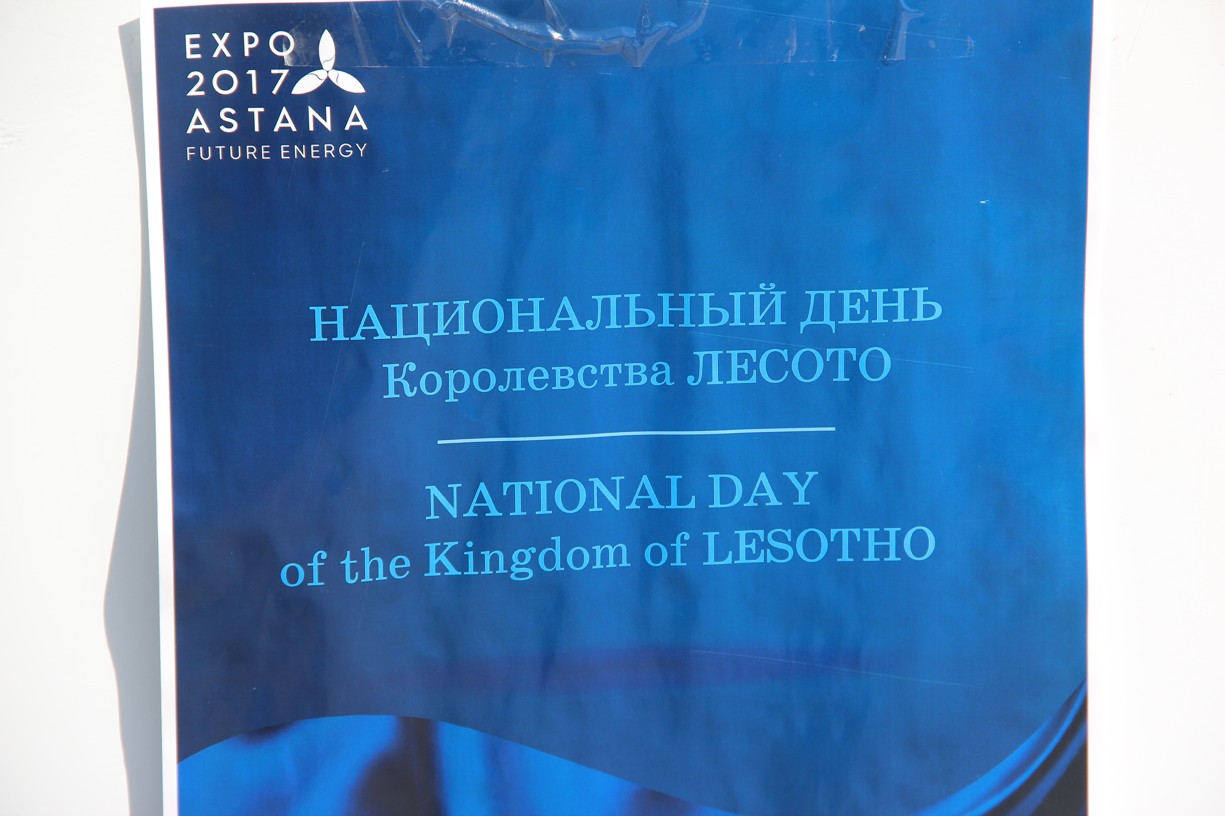 EXPO
2017
ASTANA
FUTURE ENERGY
НАЦИОНАЛЬНЫЙ ДЕНЬ
Королевства ЛЕСОТО
NATIONAL DAY
of the Kingdom of LESOTHO